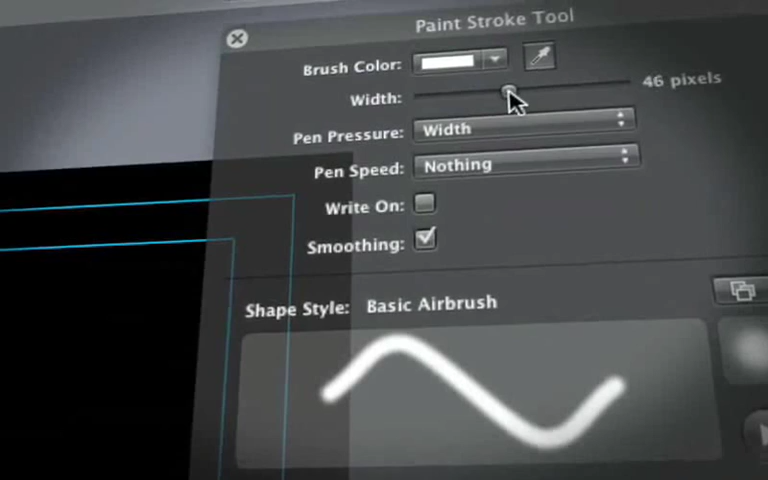 Paint Stroke Tool
Brush Color:
Width: 46 pixels
Pen Pressure: Width
Pen Speed: Nothing
Write On:
Smoothing:
Shape Style: Basic Airbrush